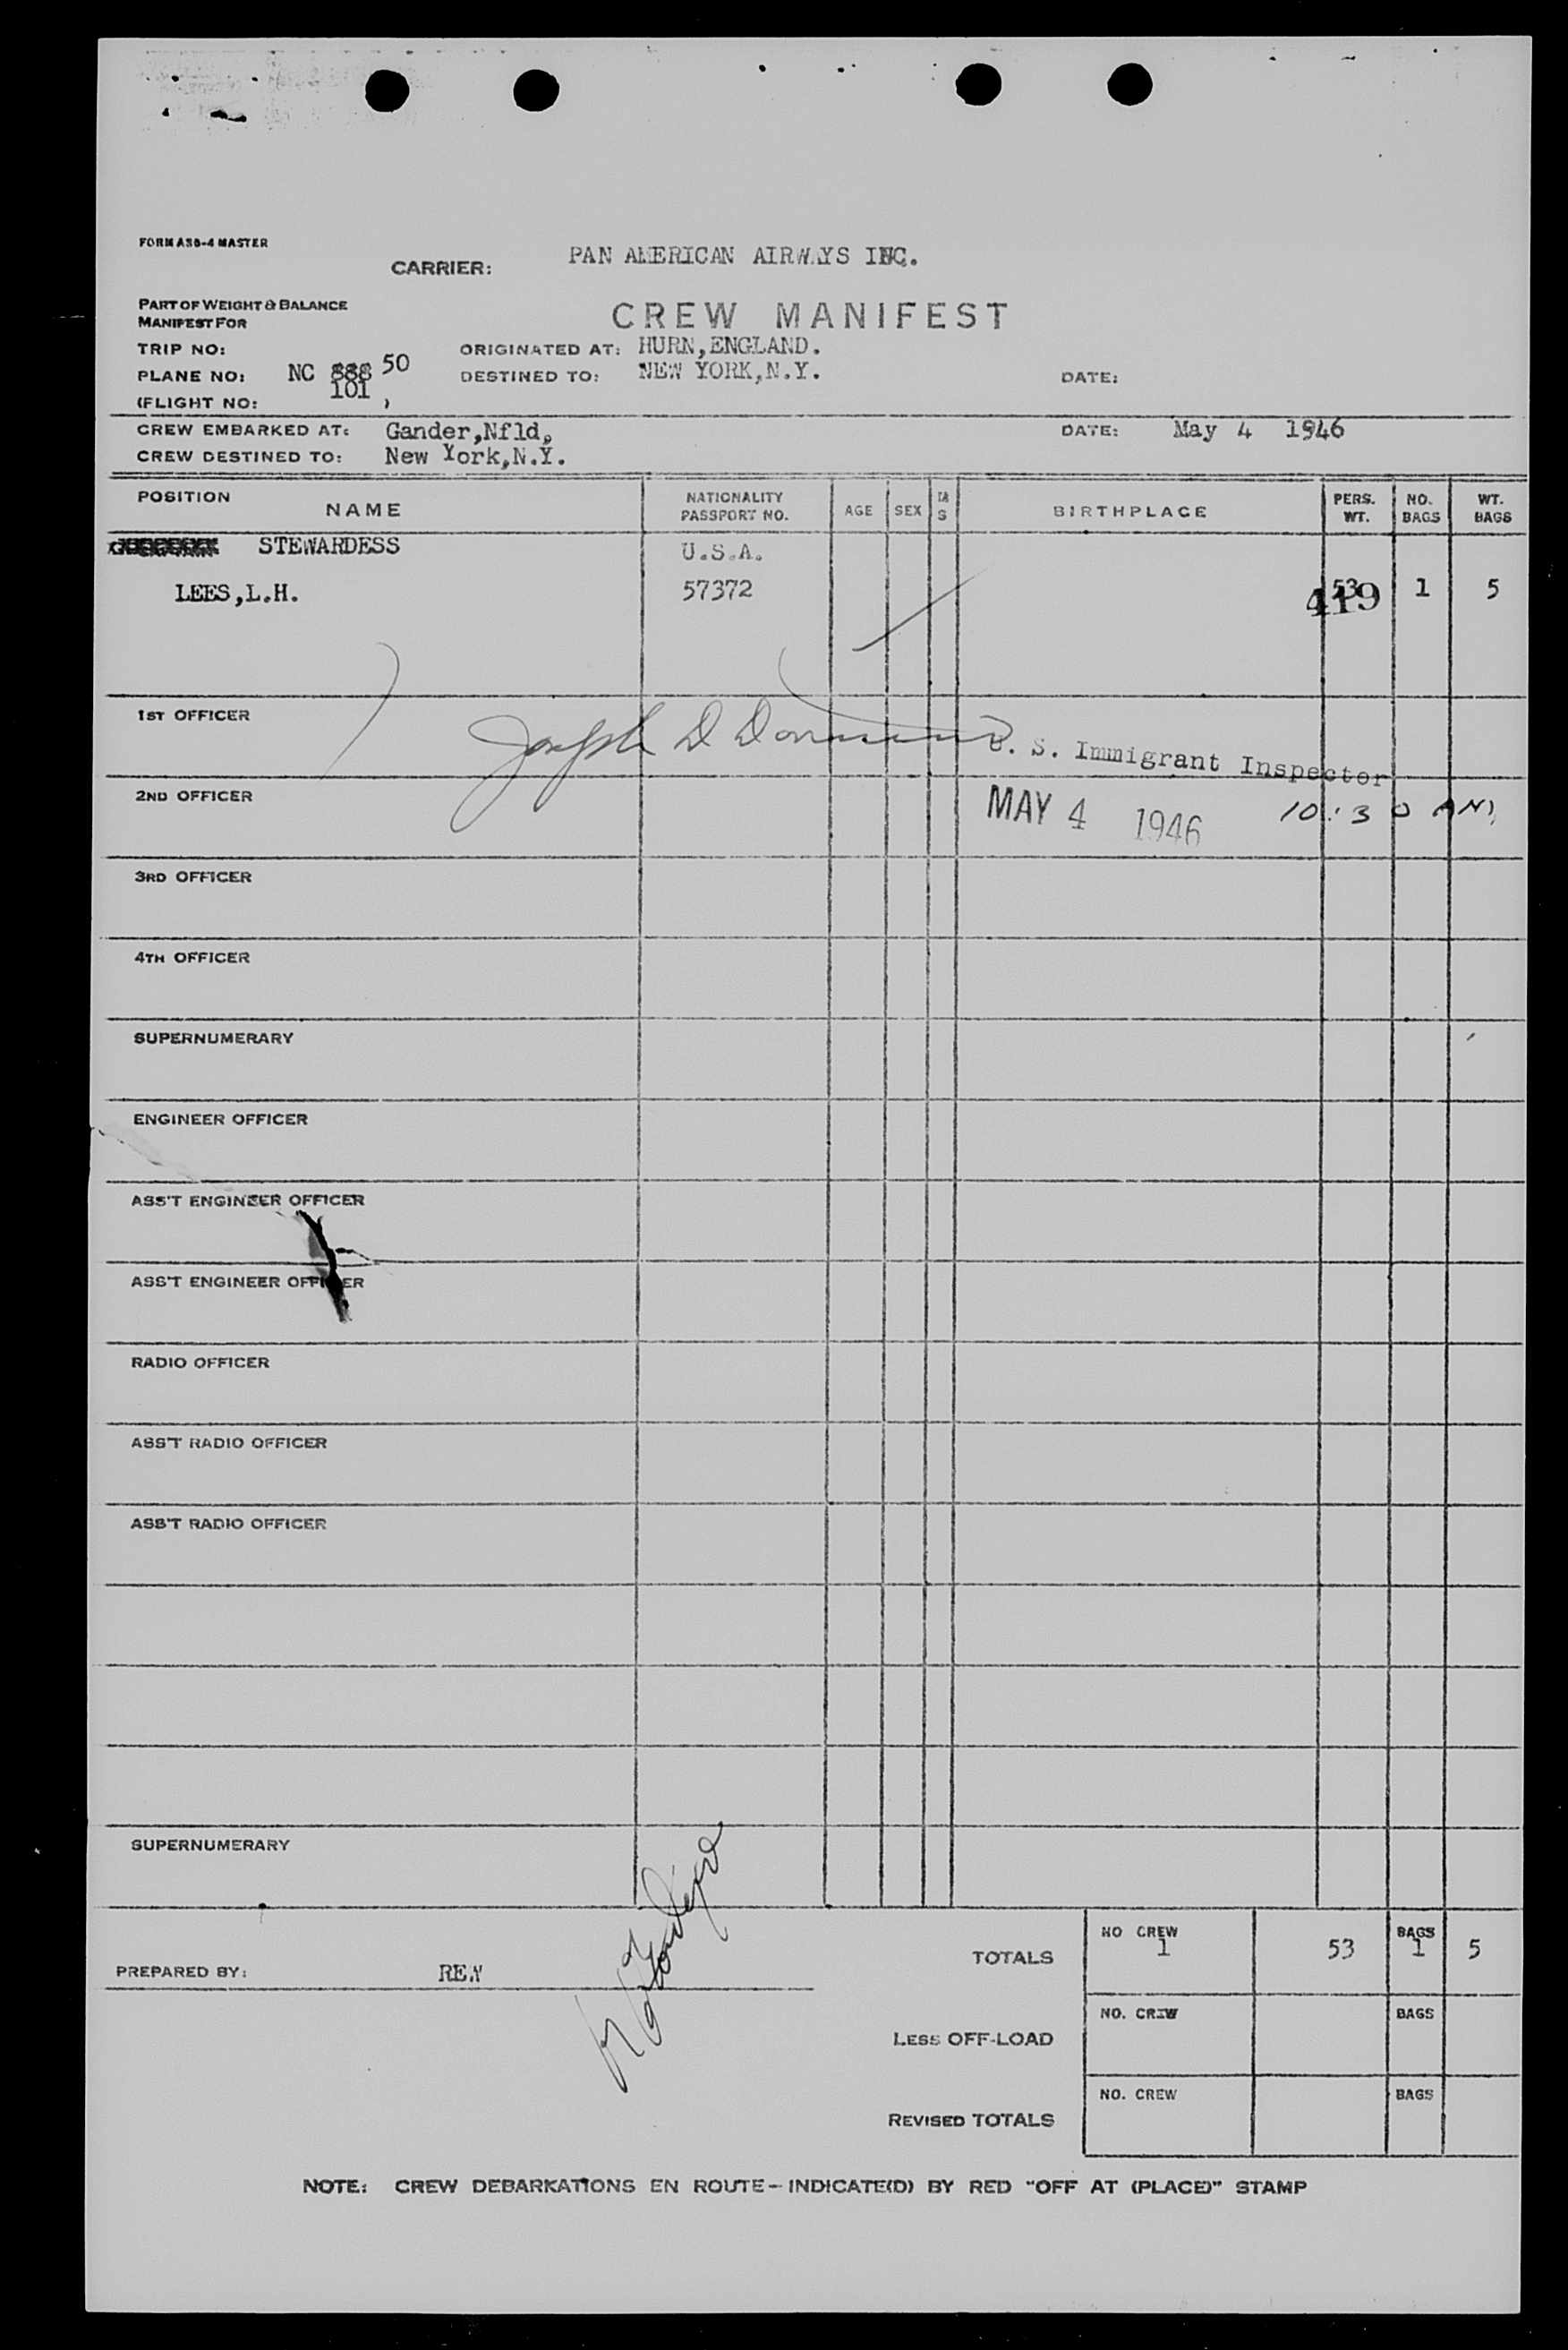 FORM ASB-4 MASTER
CARRIER: PAN AMERICAN AIRWAYS INC.
PART OF WEIGHT & BALANCE
MANIFEST FOR
CREW MANIFEST
TRIP NO: ORIGINATED AT: HURN, ENGLAND.
PLANE NO: NC 888 50 DESTINED TO: NEW YORK,N.Y. DATE:
(FLIGHT NO: 101 )
CREW EMBARKED AT: Gander,Nfld, DATE: May 4 1946
CREW DESTINED TO: New York,N.Y.
POSITION NAME NATIONALITY PASSPORT NO. AGE SEX BIRTHPLACE PERS. WT. NO. BAGS WT. BAGS
STEWARDESS U.S.A.
LEES,L.H. 57372 53 1 5
419
1ST OFFICER
Joseph D
U. S. Immigrant Inspector
2ND OFFICER
MAY 4 1946 10:30 AM
3RD OFFICER
4TH OFFICER
SUPERNUMERARY
ENGINEER OFFICER
ASS'T ENGINEER OFFICER
ASS'T ENGINEER OFFICER
RADIO OFFICER
ASS'T RADIO OFFICER
ASS'T RADIO OFFICER
SUPERNUMERARY
PREPARED BY: REW
TOTALS NO CREW 1 53 BAGS 1 5
LESS OFF-LOAD NO. CREW BAGS
REVISED TOTALS NO. CREW BAGS
NOTE: CREW DEBARKATIONS EN ROUTE - INDICATE(D) BY RED "OFF AT (PLACE)" STAMP